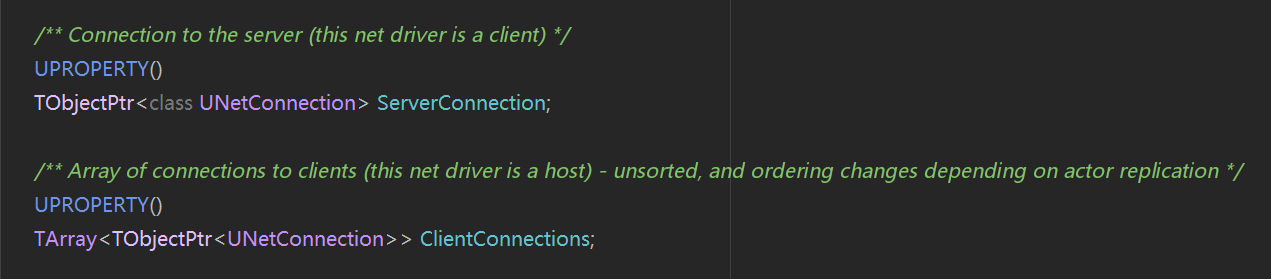 /** Connection to the server (this net driver is a client) */
UPROPERTY()
TObjectPtr<class UNetConnection> ServerConnection;
/** Array of connections to clients (this net driver is a host) - unsorted, and ordering changes depending on actor replication */
UPROPERTY()
TArray<TObjectPtr<UNetConnection>> ClientConnections;